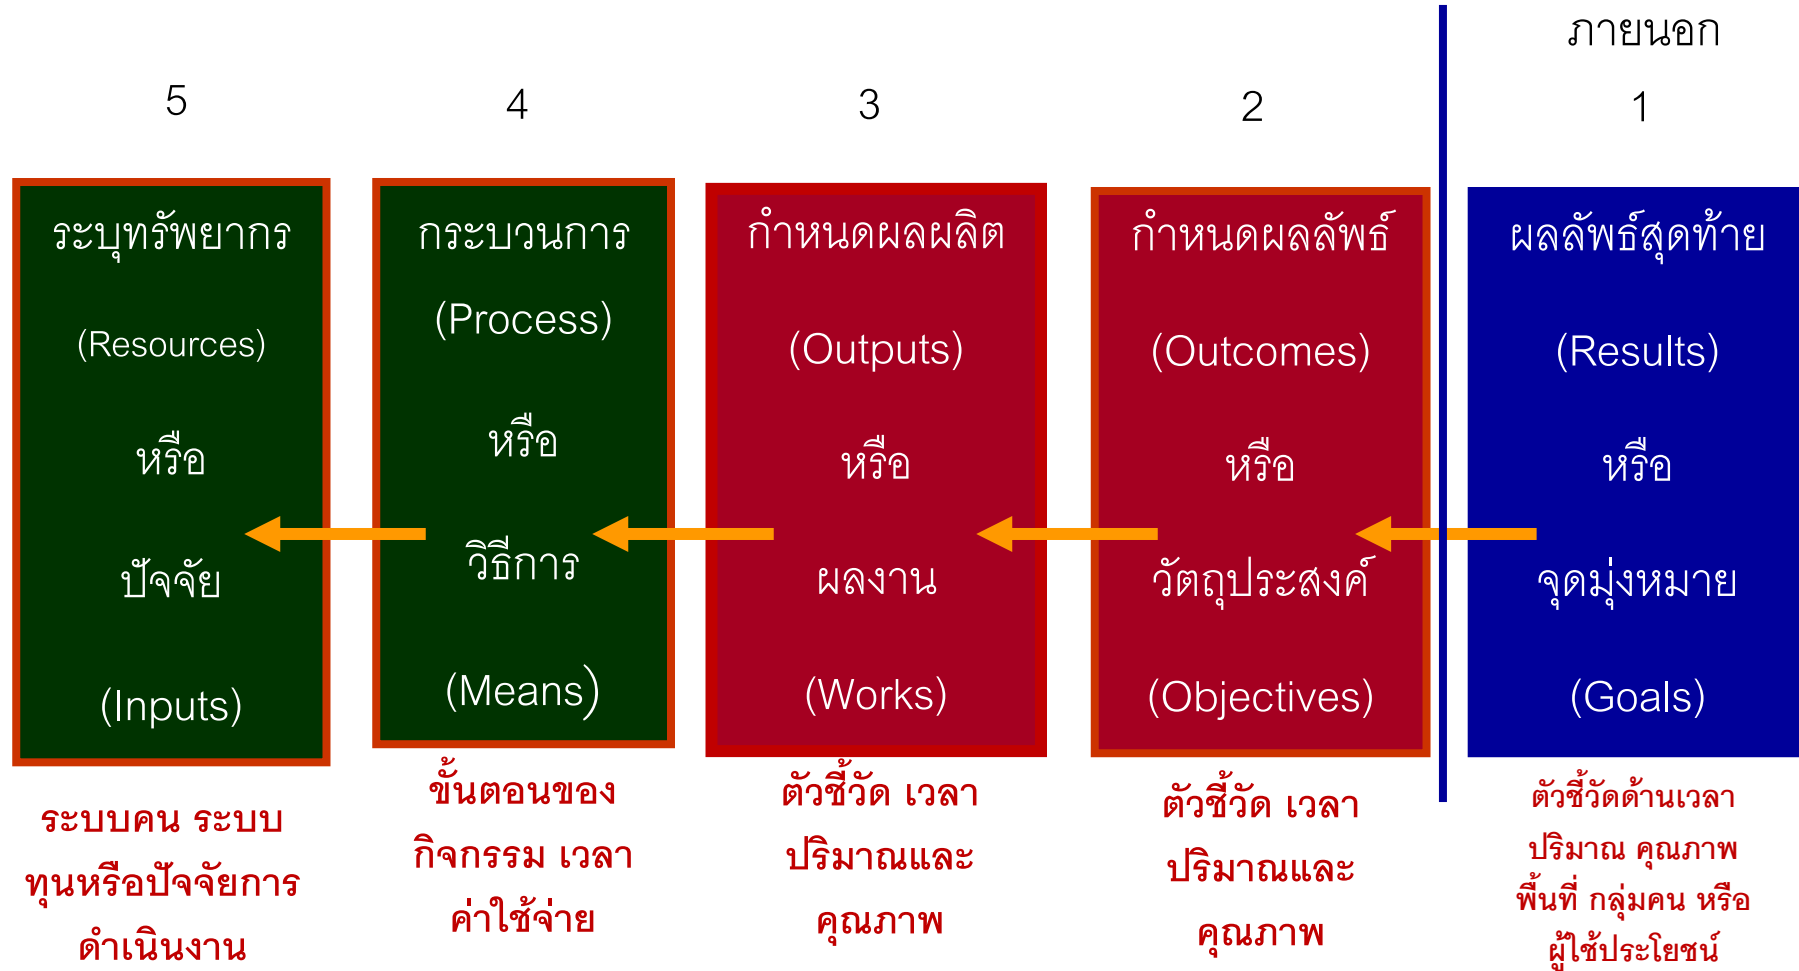 ภายนอก
5
4
3
2
1
ระบุทรัพยากร
(Resources)
หรือ
ปัจจัย
(Inputs)
ระบบคน ระบบ
ทุนหรือปัจจัยการ
ดำเนินงาน
กระบวนการ
(Process)
หรือ
วิธีการ
(Means)
ขั้นตอนของ
กิจกรรม เวลา
ค่าใช้จ่าย
กำหนดผลผลิต
(Outputs)
หรือ
ผลงาน
(Works)
ตัวชี้วัด เวลา
ปริมาณและ
คุณภาพ
กำหนดผลลัพธ์
(Outcomes)
หรือ
วัตถุประสงค์
(Objectives)
ตัวชี้วัด เวลา
ปริมาณและ
คุณภาพ
ผลลัพธ์สุดท้าย
(Results)
หรือ
จุดมุ่งหมาย
(Goals)
ตัวชี้วัดด้านเวลา
ปริมาณ คุณภาพ
พื้นที่ กลุ่มคน หรือ
ผู้ใช้ประโยชน์